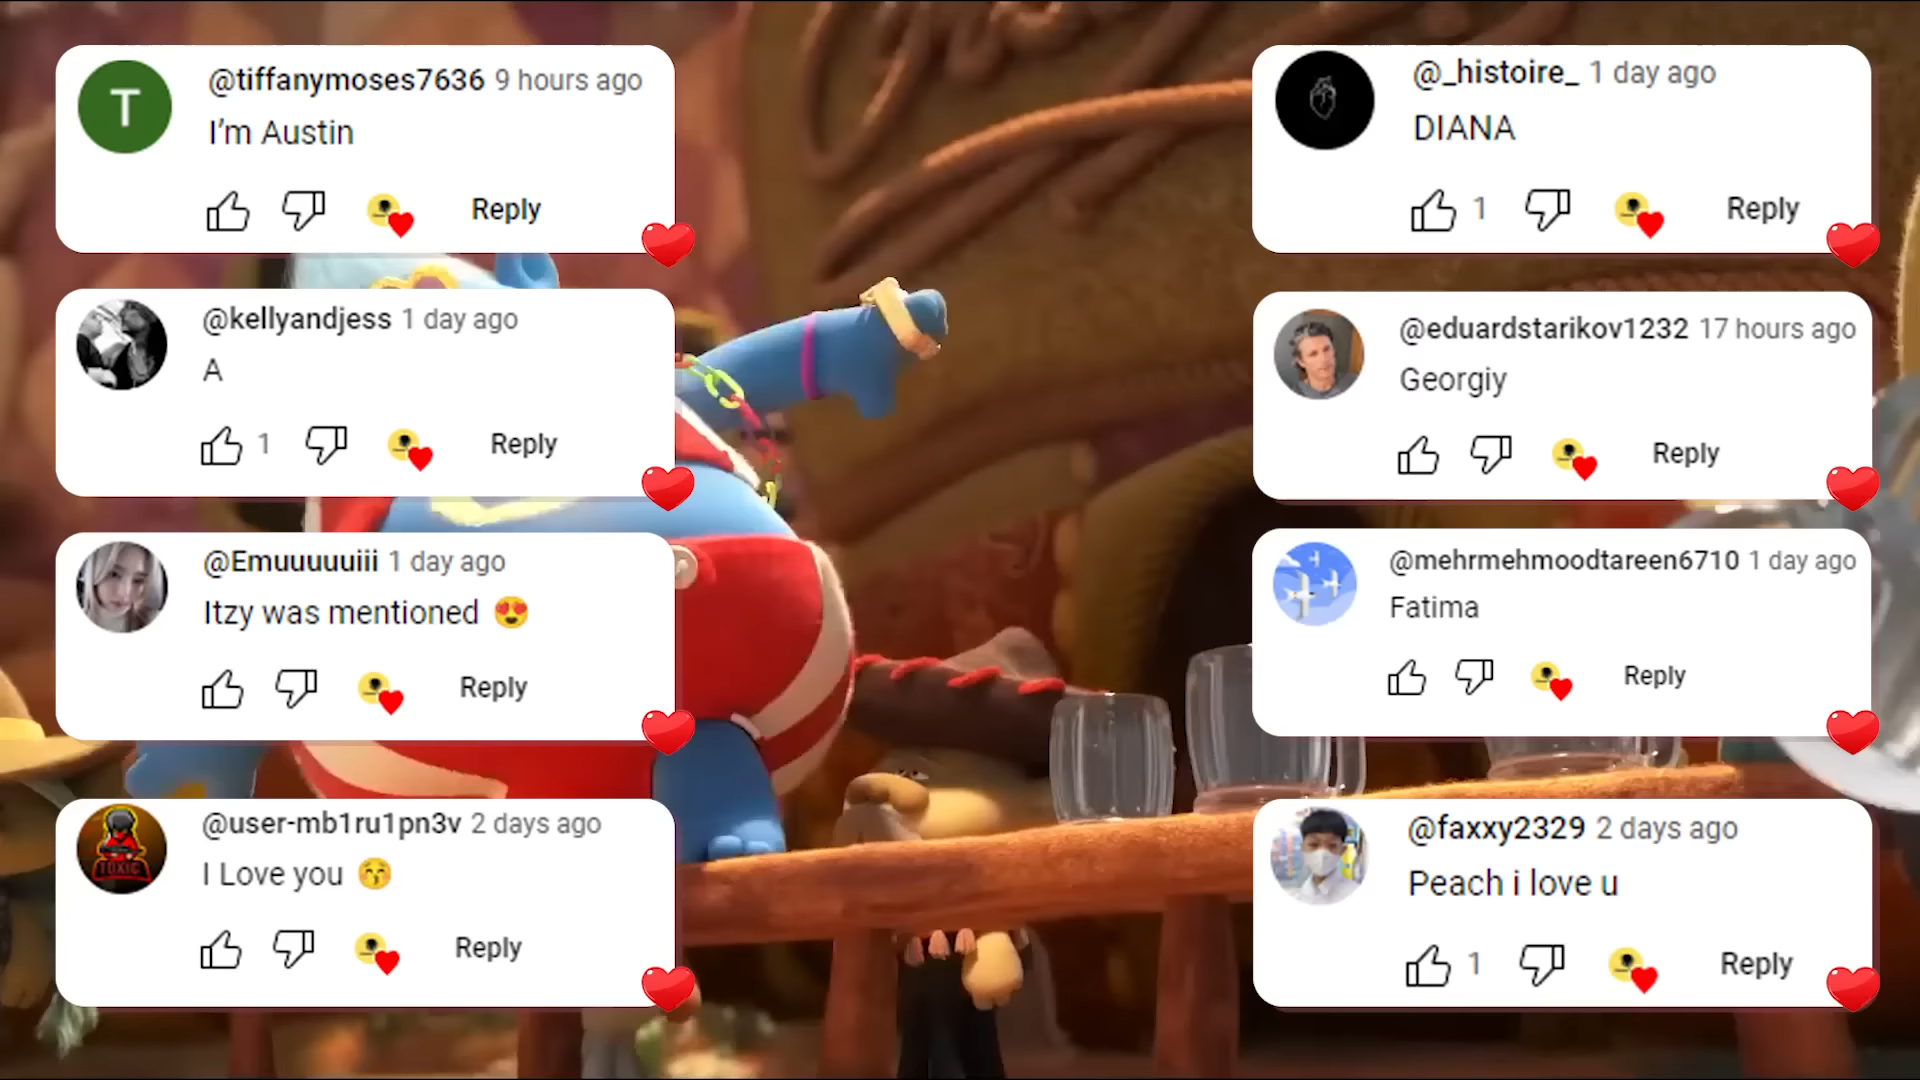 @tiffanymoses7636 9 hours ago
I'm Austin
Reply
@kellyandjess 1 day ago
A
1
Reply
@Emuuuuuiii 1 day ago
Itzy was mentioned 😍
Reply
@user-mb1ru1pn3v 2 days ago
TOXIC
I Love you 😚
Reply
@_histoire_ 1 day ago
DIANA
1
Reply
@eduardstarikov1232 17 hours ago
Georgiy
Reply
@mehrmehmoodtareen6710 1 day ago
Fatima
Reply
@faxxy2329 2 days ago
Peach i love u
1
Reply
T